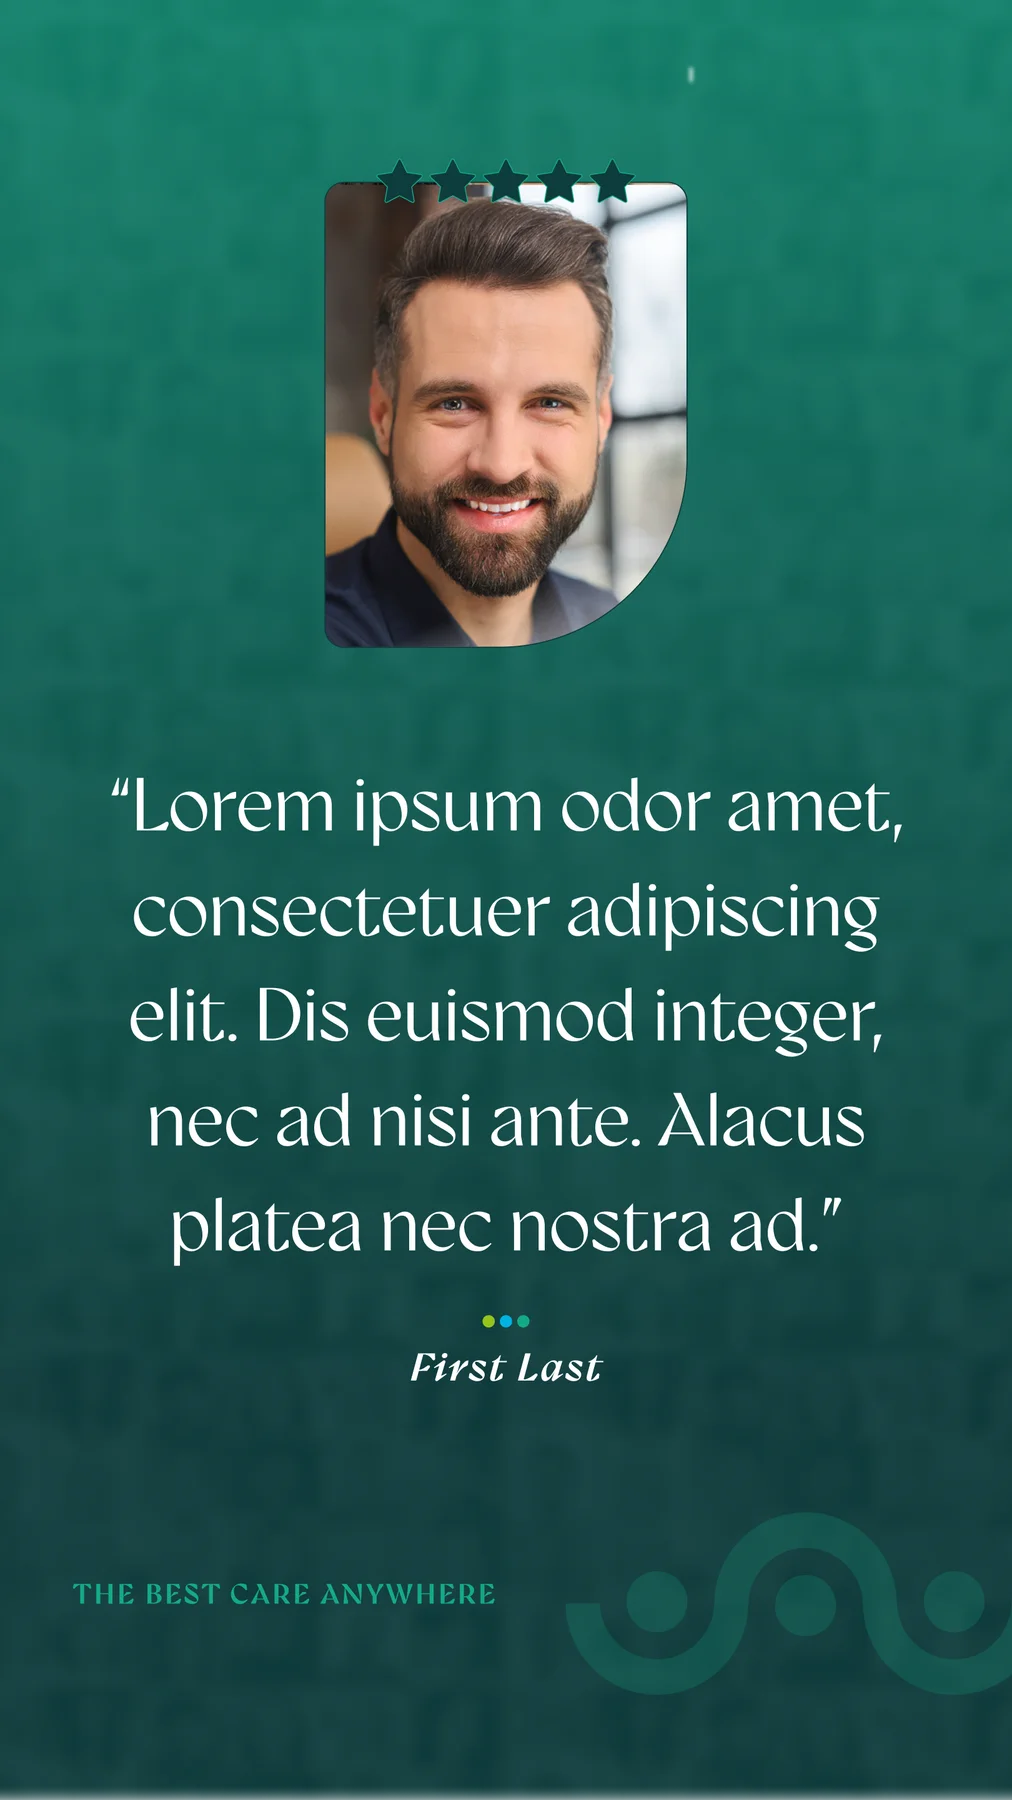 “Lorem ipsum odor amet,
consectetuer adipiscing
elit. Dis euismod integer,
nec ad nisi ante. Alacus
platea nec nostra ad.”
First Last
THE BEST CARE ANYWHERE